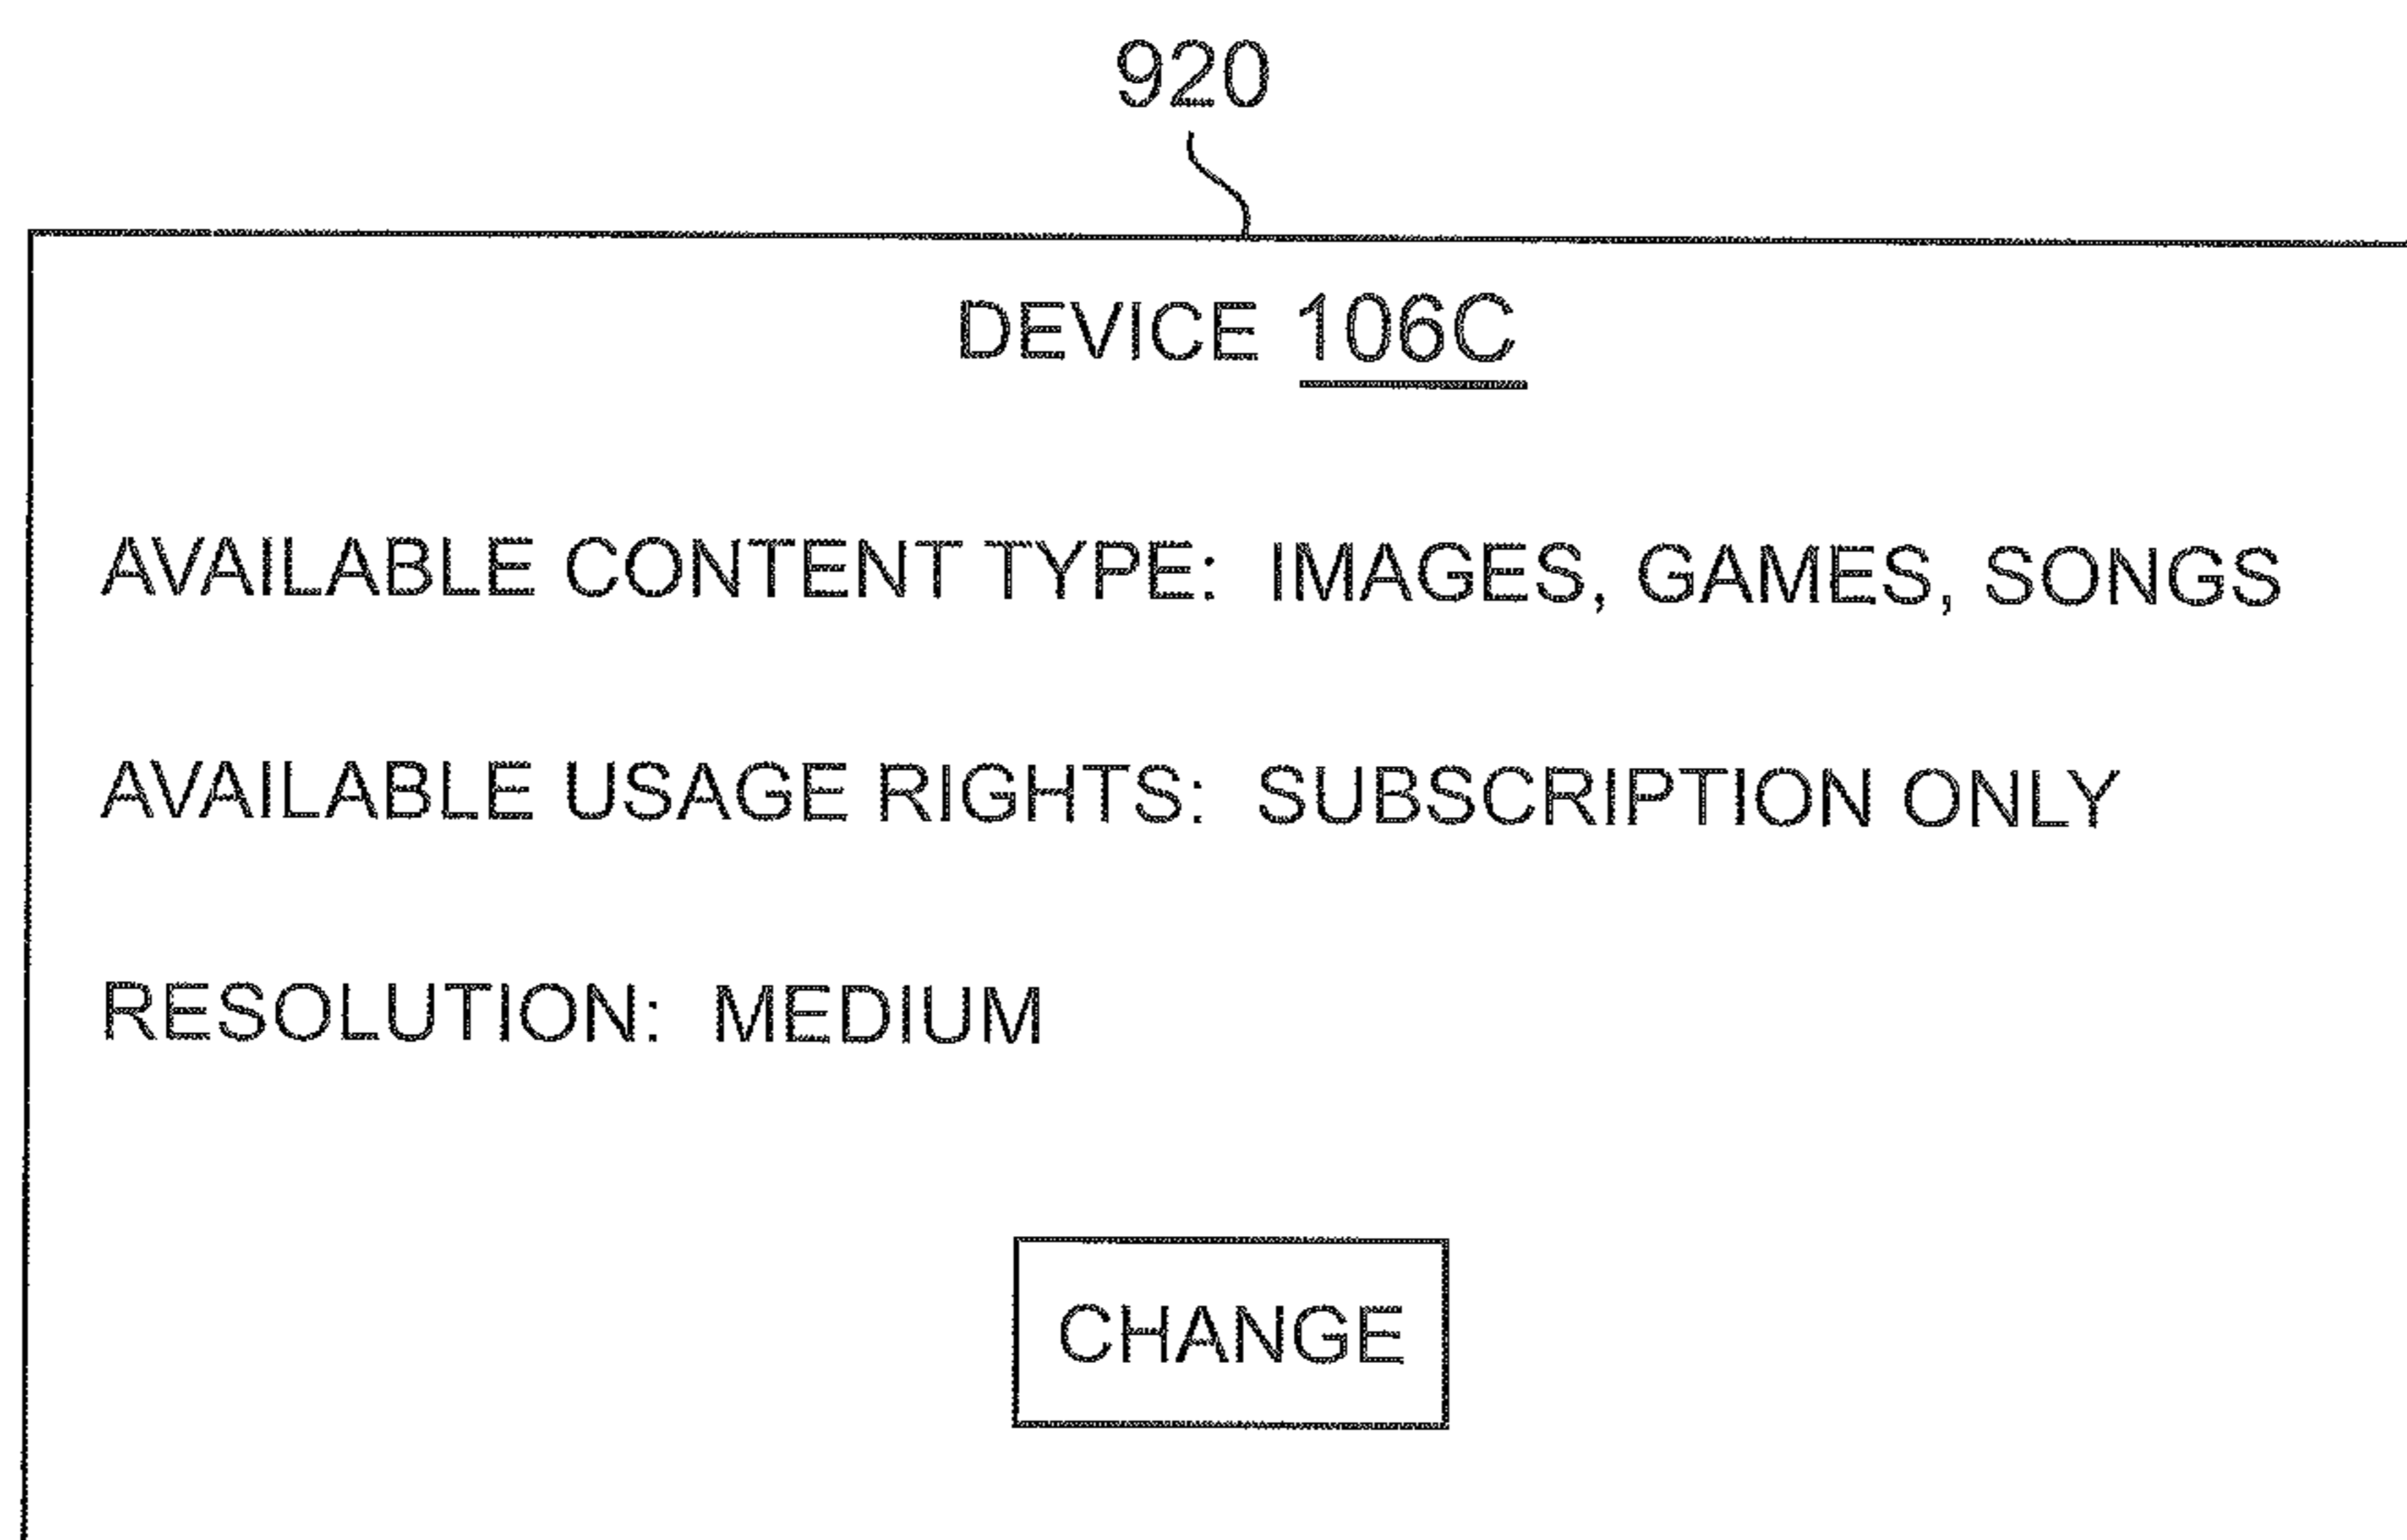 920
DEVICE 106C
AVAILABLE CONTENT TYPE: IMAGES, GAMES, SONGS
AVAILABLE USAGE RIGHTS: SUBSCRIPTION ONLY
RESOLUTION: MEDIUM
CHANGE